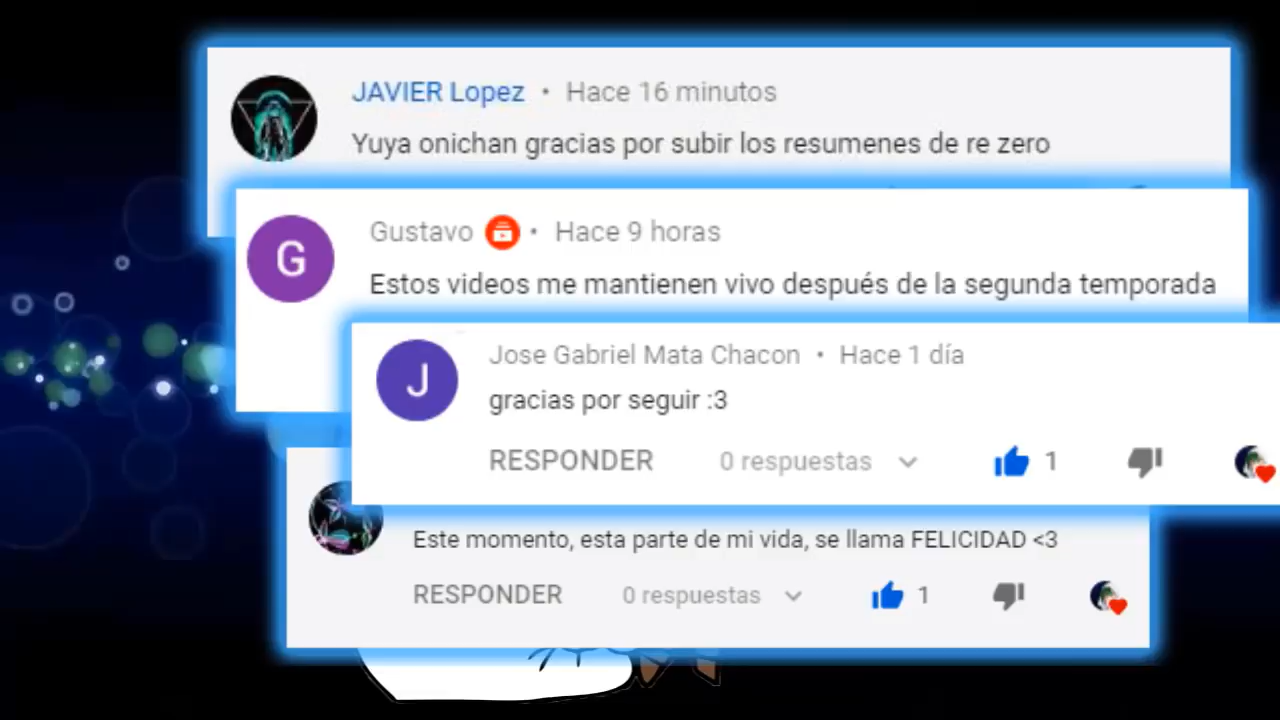 JAVIER Lopez • Hace 16 minutos
Yuya onichan gracias por subir los resumenes de re zero
G
Gustavo • Hace 9 horas
Estos videos me mantienen vivo después de la segunda temporada
J
Jose Gabriel Mata Chacon • Hace 1 día
gracias por seguir :3
RESPONDER 0 respuestas 1
Este momento, esta parte de mi vida, se llama FELICIDAD <3
RESPONDER 0 respuestas 1